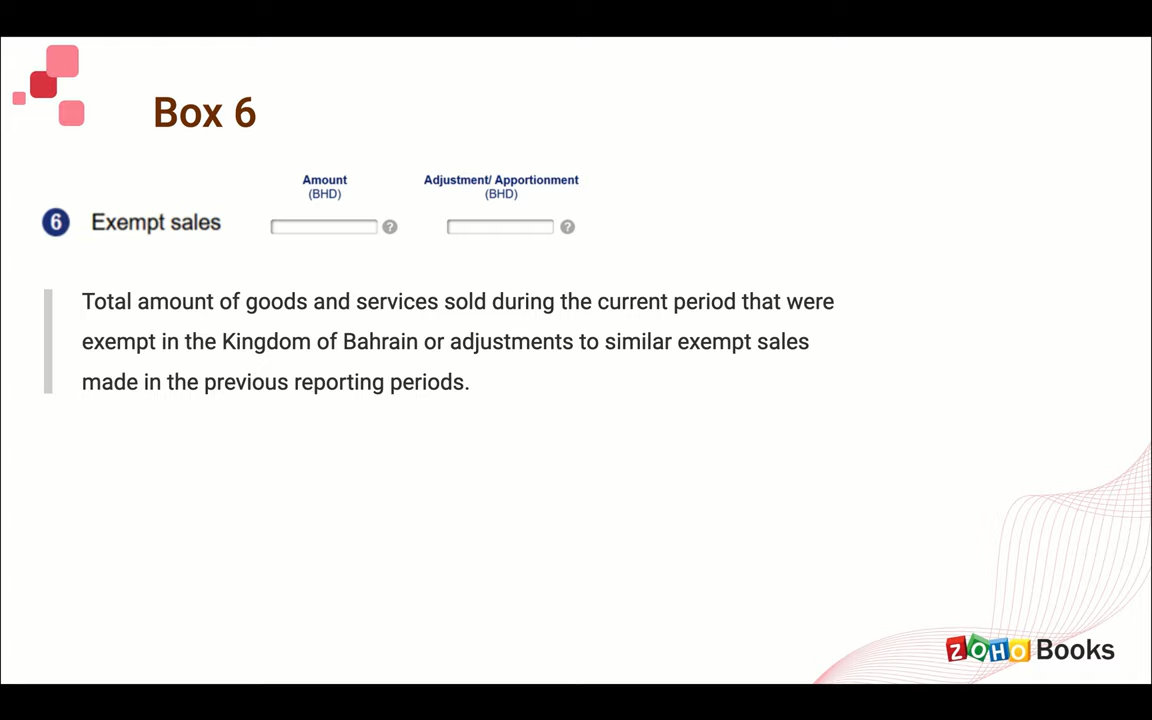 Box 6
Amount Adjustment/ Apportionment
(BHD) (BHD)
6 Exempt sales ? ?
Total amount of goods and services sold during the current period that were
exempt in the Kingdom of Bahrain or adjustments to similar exempt sales
made in the previous reporting periods.
ZOHO Books